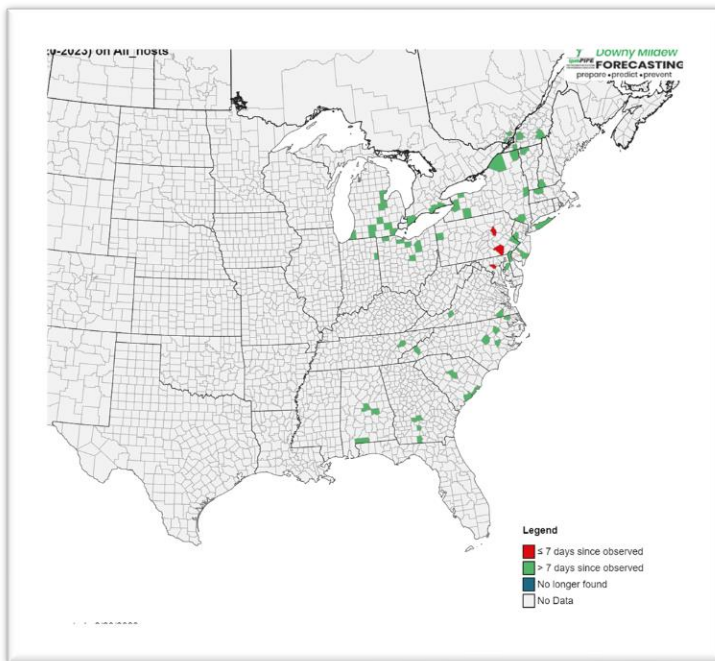 -2023) on All_hosts
ipmPIPE
Downy Mildew
FORECASTING
prepare • predict • prevent
Legend
≤ 7 days since observed
> 7 days since observed
No longer found
No Data